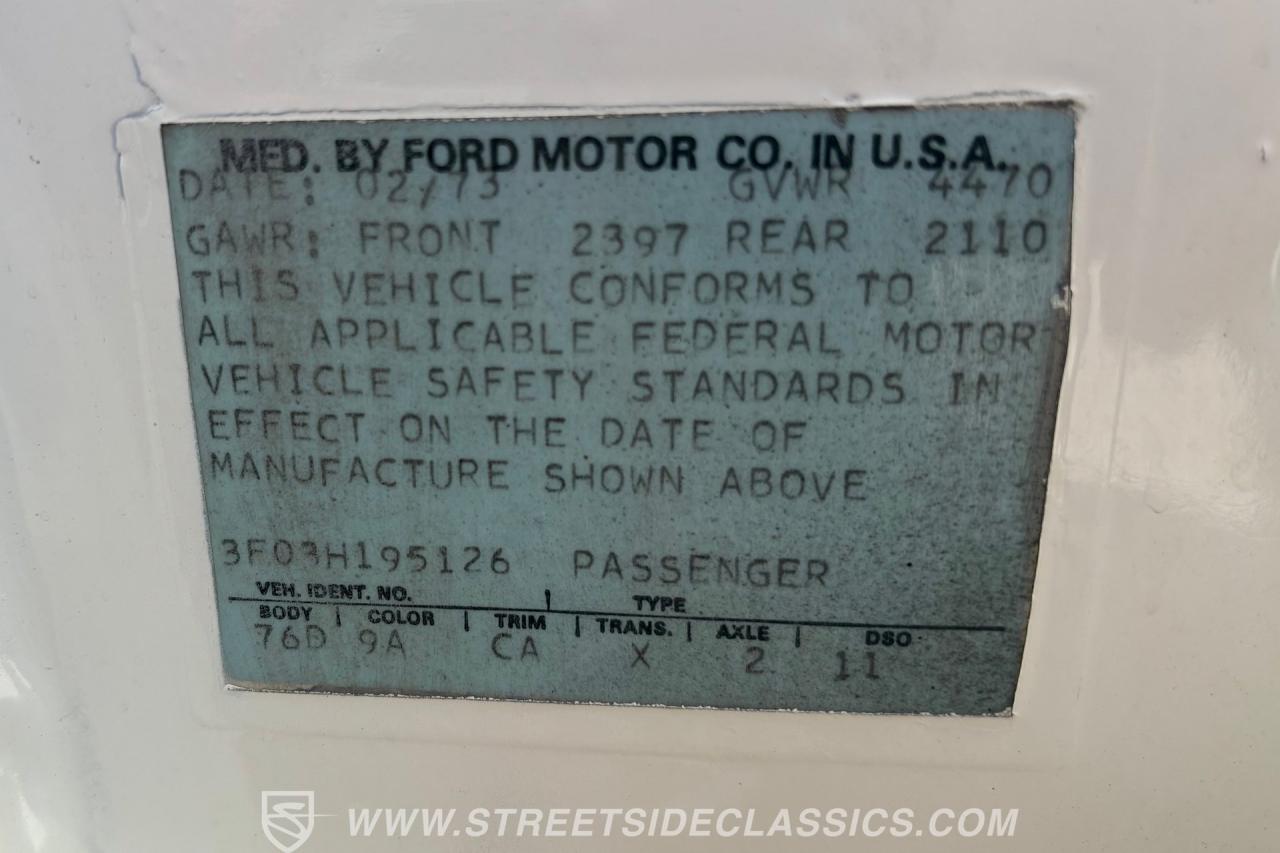 MFD. BY FORD MOTOR CO. IN U.S.A.
DATE: 02/73 GVWR 4470
GAWR: FRONT 2397 REAR 2110
THIS VEHICLE CONFORMS TO
ALL APPLICABLE FEDERAL MOTOR
VEHICLE SAFETY STANDARDS IN
EFFECT ON THE DATE OF
MANUFACTURE SHOWN ABOVE
3F03H195126 PASSENGER
VEH. IDENT. NO. | TYPE
BODY | COLOR | TRIM | TRANS. | AXLE | DSO
76D 9A CA X 2 11
WWW.STREETSIDECLASSICS.COM